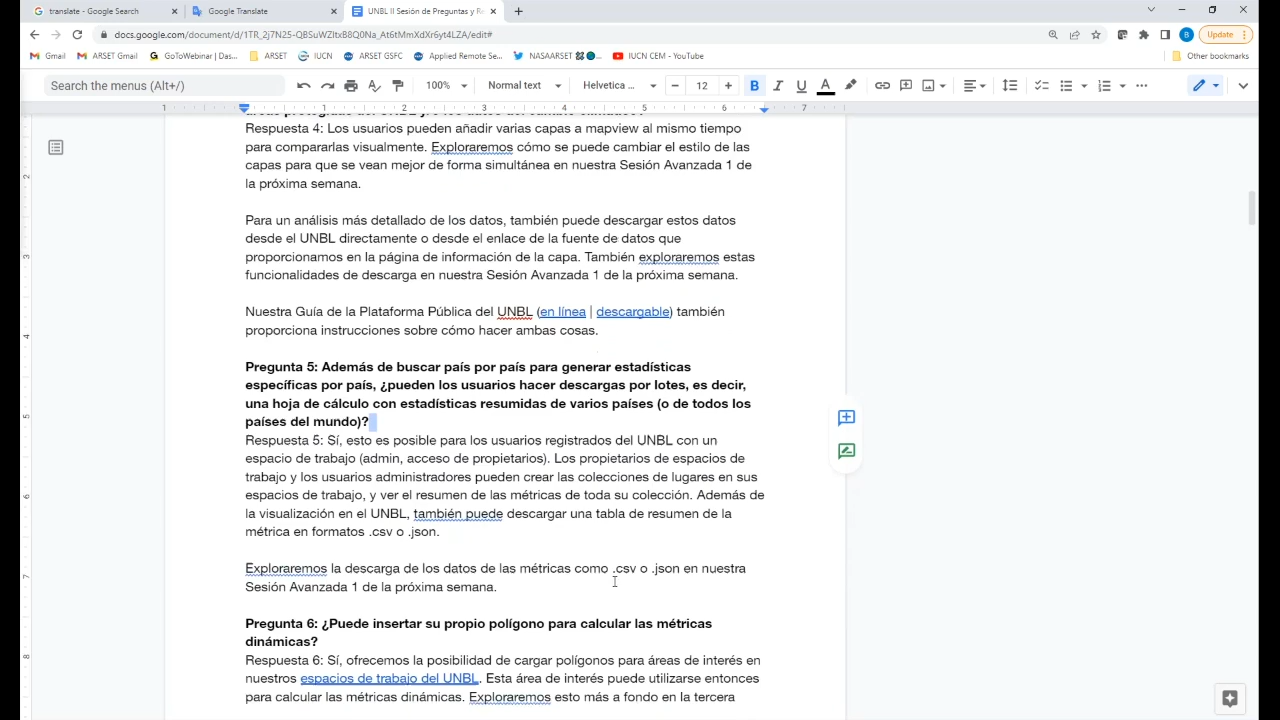 translate - Google Search
Google Translate
UNBL II Sesión de Preguntas y Re
docs.google.com/document/d/1TR_2j7N25-QBSuWZItxB8Q0Na_At6tMmXdXr6yt4LZA/edit#
B
Update
Gmail
ARSET Gmail
GoToWebinar | Das...
ARSET
IUCN
ARSET GSFC
Applied Remote Se...
NASAARSET
IUCN CEM - YouTube
Other bookmarks
Search the menus (Alt+/)
100%
Normal text
Helvetica ...
12
B I U A
1 1 2 3 4 5 6 7
Respuesta 4: Los usuarios pueden añadir varias capas a mapview al mismo tiempo
para compararlas visualmente. Exploraremos cómo se puede cambiar el estilo de las
capas para que se vean mejor de forma simultánea en nuestra Sesión Avanzada 1 de
la próxima semana.
Para un análisis más detallado de los datos, también puede descargar estos datos
desde el UNBL directamente o desde el enlace de la fuente de datos que
proporcionamos en la página de información de la capa. También exploraremos estas
funcionalidades de descarga en nuestra Sesión Avanzada 1 de la próxima semana.
Nuestra Guía de la Plataforma Pública del UNBL (en línea | descargable) también
proporciona instrucciones sobre cómo hacer ambas cosas.
Pregunta 5: Además de buscar país por país para generar estadísticas
específicas por país, ¿pueden los usuarios hacer descargas por lotes, es decir,
una hoja de cálculo con estadísticas resumidas de varios países (o de todos los
países del mundo)?
Respuesta 5: Sí, esto es posible para los usuarios registrados del UNBL con un
espacio de trabajo (admin, acceso de propietarios). Los propietarios de espacios de
trabajo y los usuarios administradores pueden crear las colecciones de lugares en sus
espacios de trabajo, y ver el resumen de las métricas de toda su colección. Además de
la visualización en el UNBL, también puede descargar una tabla de resumen de la
métrica en formatos .csv o .json.
Exploraremos la descarga de los datos de las métricas como .csv o .json en nuestra
Sesión Avanzada 1 de la próxima semana.
Pregunta 6: ¿Puede insertar su propio polígono para calcular las métricas
dinámicas?
Respuesta 6: Sí, ofrecemos la posibilidad de cargar polígonos para áreas de interés en
nuestros espacios de trabajo del UNBL. Esta área de interés puede utilizarse entonces
para calcular las métricas dinámicas. Exploraremos esto más a fondo en la tercera